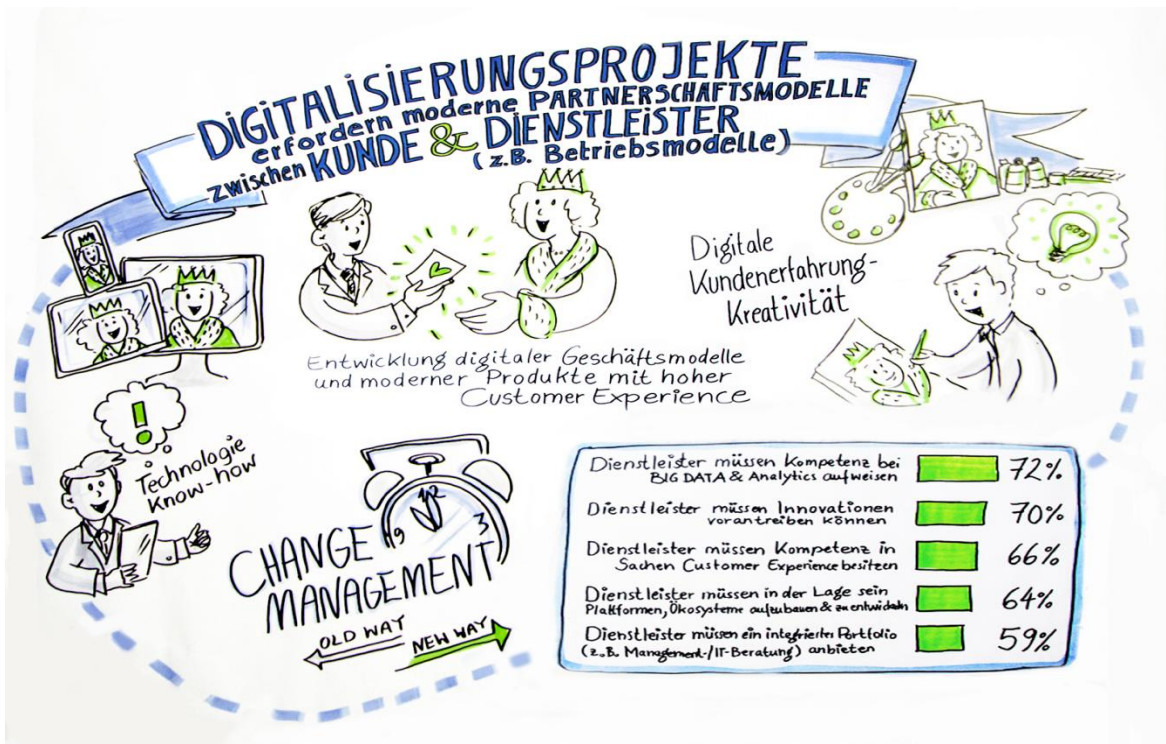 DIGITALISIERUNGSPROJEKTE
erfordern moderne PARTNERSCHAFTSMODELLE
zwischen KUNDE & DIENSTLEISTER
(z.B. Betriebsmodelle)
Digitale
Kundenerfahrung-
Kreativität
Entwicklung digitaler Geschäftsmodelle
und moderner Produkte mit hoher
Customer Experience
!
Technologie
Know-how
12
9
3
CHANGE
MANAGEMENT
OLD WAY
NEW WAY
Dienstleister müssen Kompetenz bei
BIG DATA & Analytics aufweisen
72%
Dienstleister müssen Innovationen
vorantreiben können
70%
Dienstleister müssen Kompetenz in
Sachen Customer Experience besitzen
66%
Dienstleister müssen in der Lage sein
Plattformen, Ökosysteme aufzubauen & zu entwickeln
64%
Dienstleister müssen ein integriertes Portfolio
(z.B. Management-/IT-Beratung) anbieten
59%